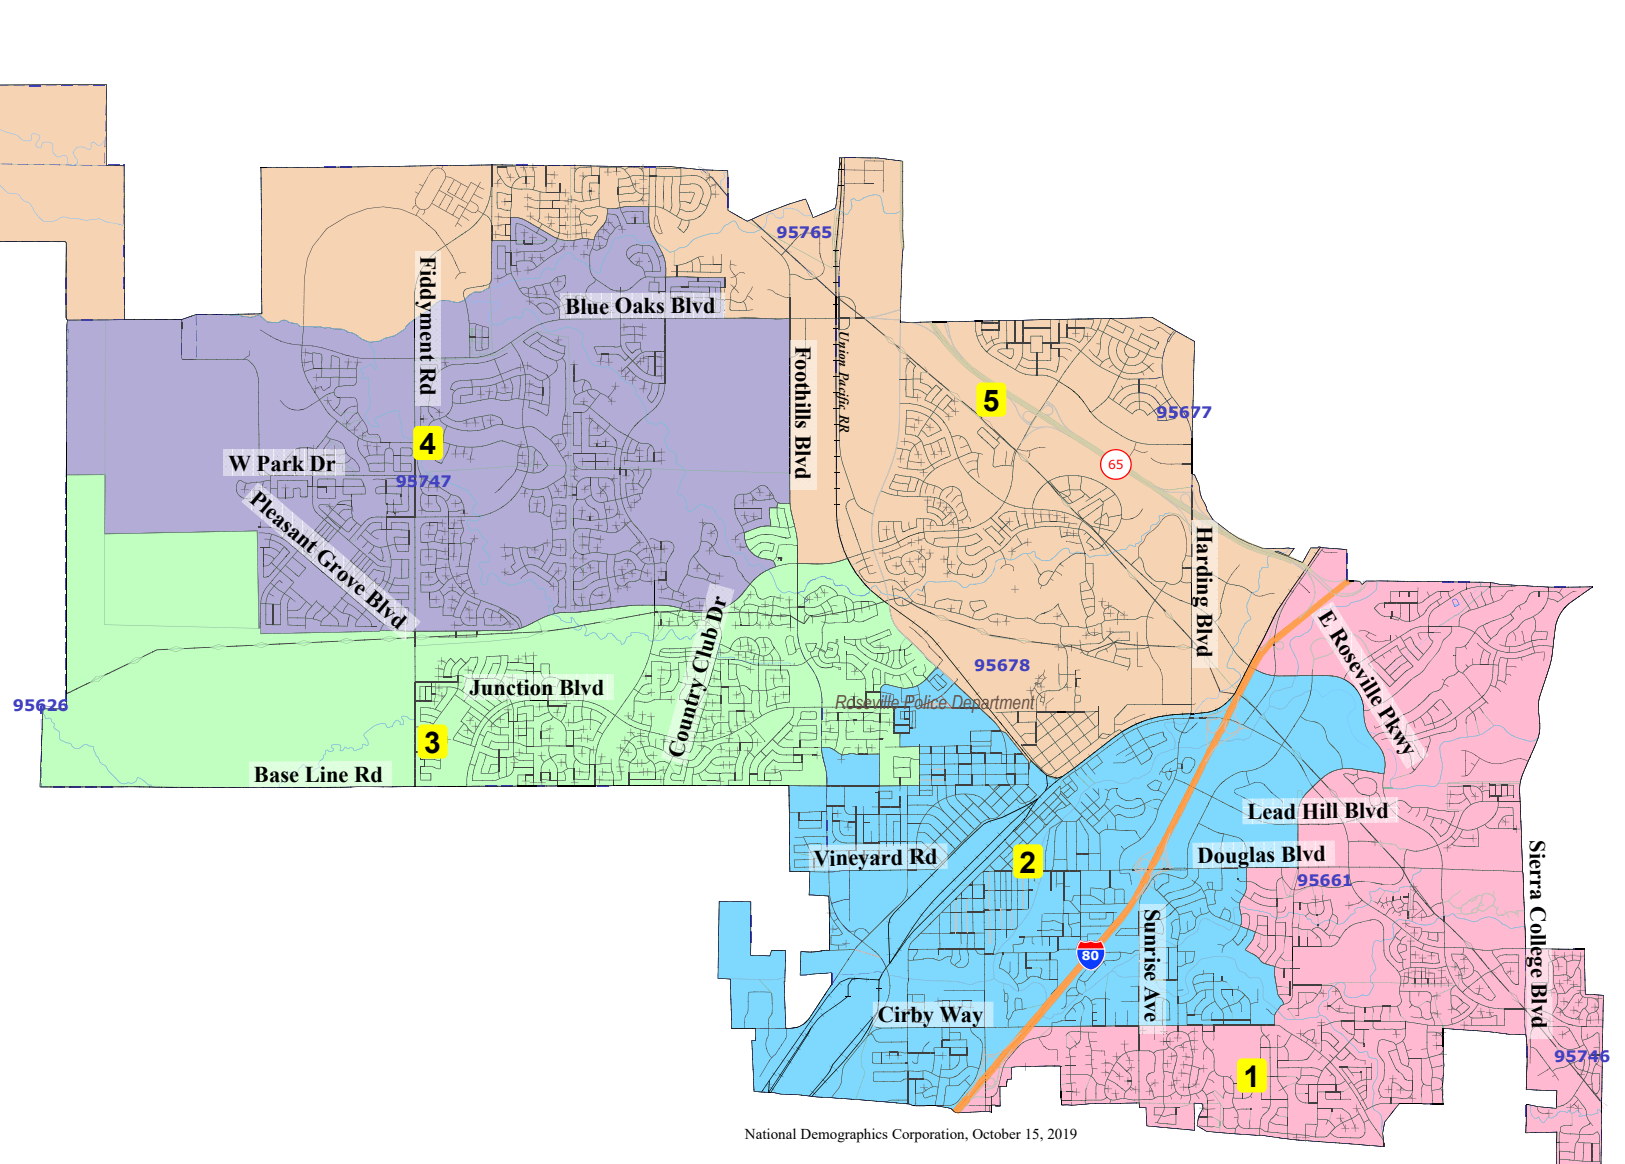 95765
Fiddyment Rd
Blue Oaks Blvd
Foothills Blvd
Union Pacific RR
5
95677
4
W Park Dr
65
95747
Pleasant Grove Blvd
Harding Blvd
E Roseville Pkwy
Country Club Dr
95678
Junction Blvd
Roseville Police Department
95626
3
Base Line Rd
Lead Hill Blvd
Vineyard Rd
2
Douglas Blvd
95661
Sierra College Blvd
Sunrise Ave
80
Cirby Way
95746
1
National Demographics Corporation, October 15, 2019